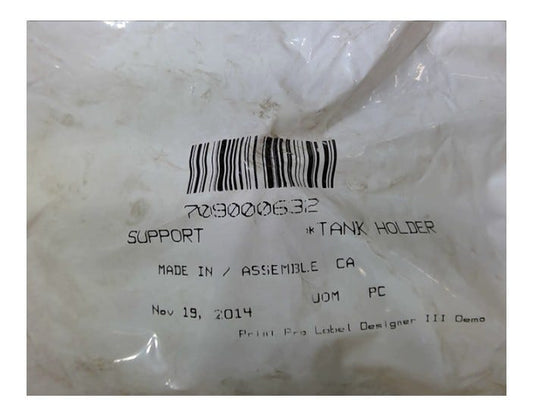 709000632
SUPPORT *TANK HOLDER
MADE IN / ASSEMBLE CA
Nov 19, 2014 UOM PC
Print Pro Label Designer III Demo